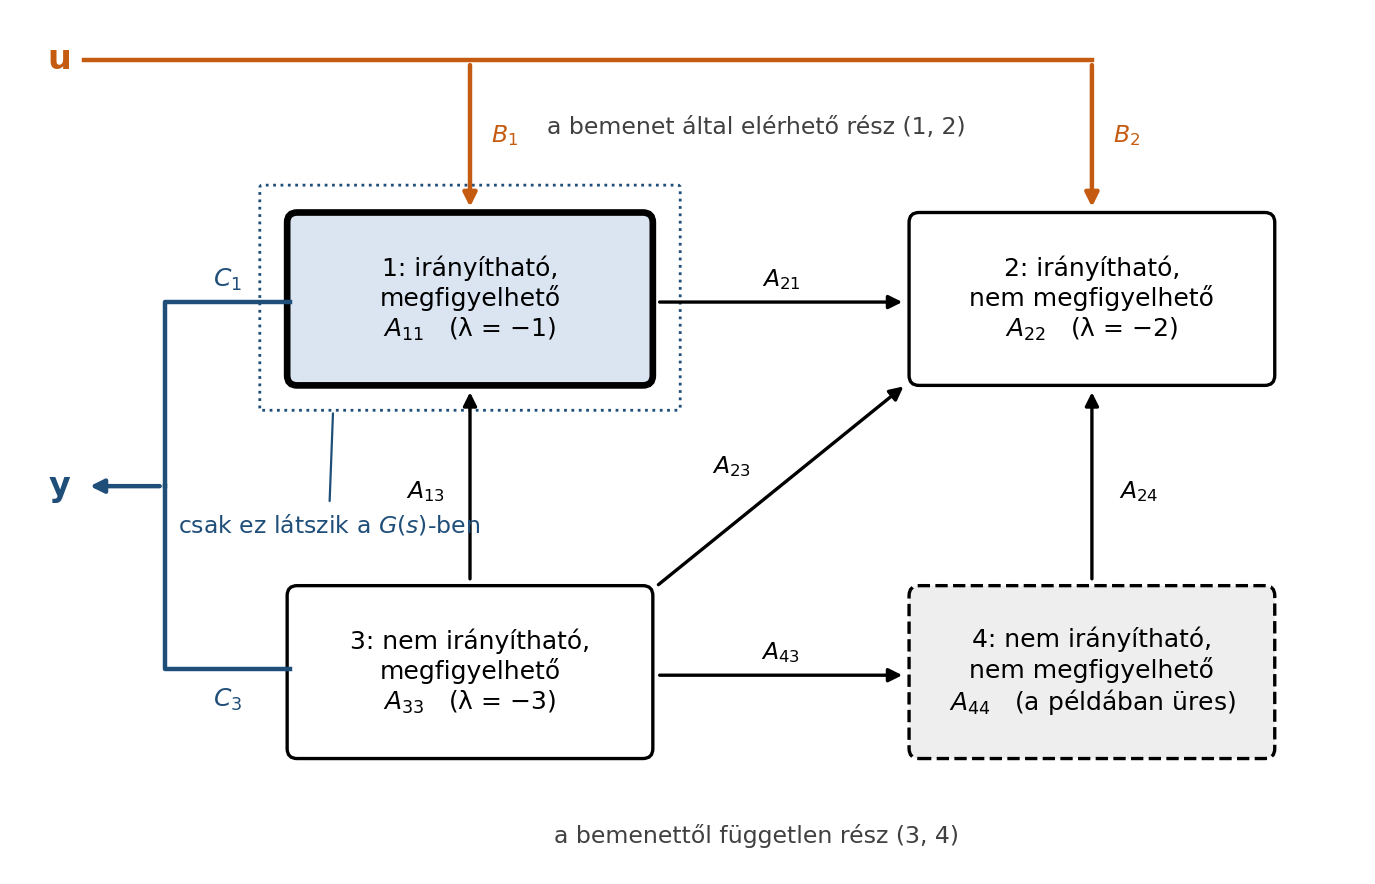 u
a bemenet által elérhető rész (1, 2)
B₁
B₂
1: irányítható,
megfigyelhető
A₁₁ (λ = −1)
C₁
A₂₁
2: irányítható,
nem megfigyelhető
A₂₂ (λ = −2)
y
A₁₃
A₂₃
A₂₄
csak ez látszik a G(s)-ben
3: nem irányítható,
megfigyelhető
A₃₃ (λ = −3)
C₃
A₄₃
4: nem irányítható,
nem megfigyelhető
A₄₄ (a példában üres)
a bemenettől független rész (3, 4)